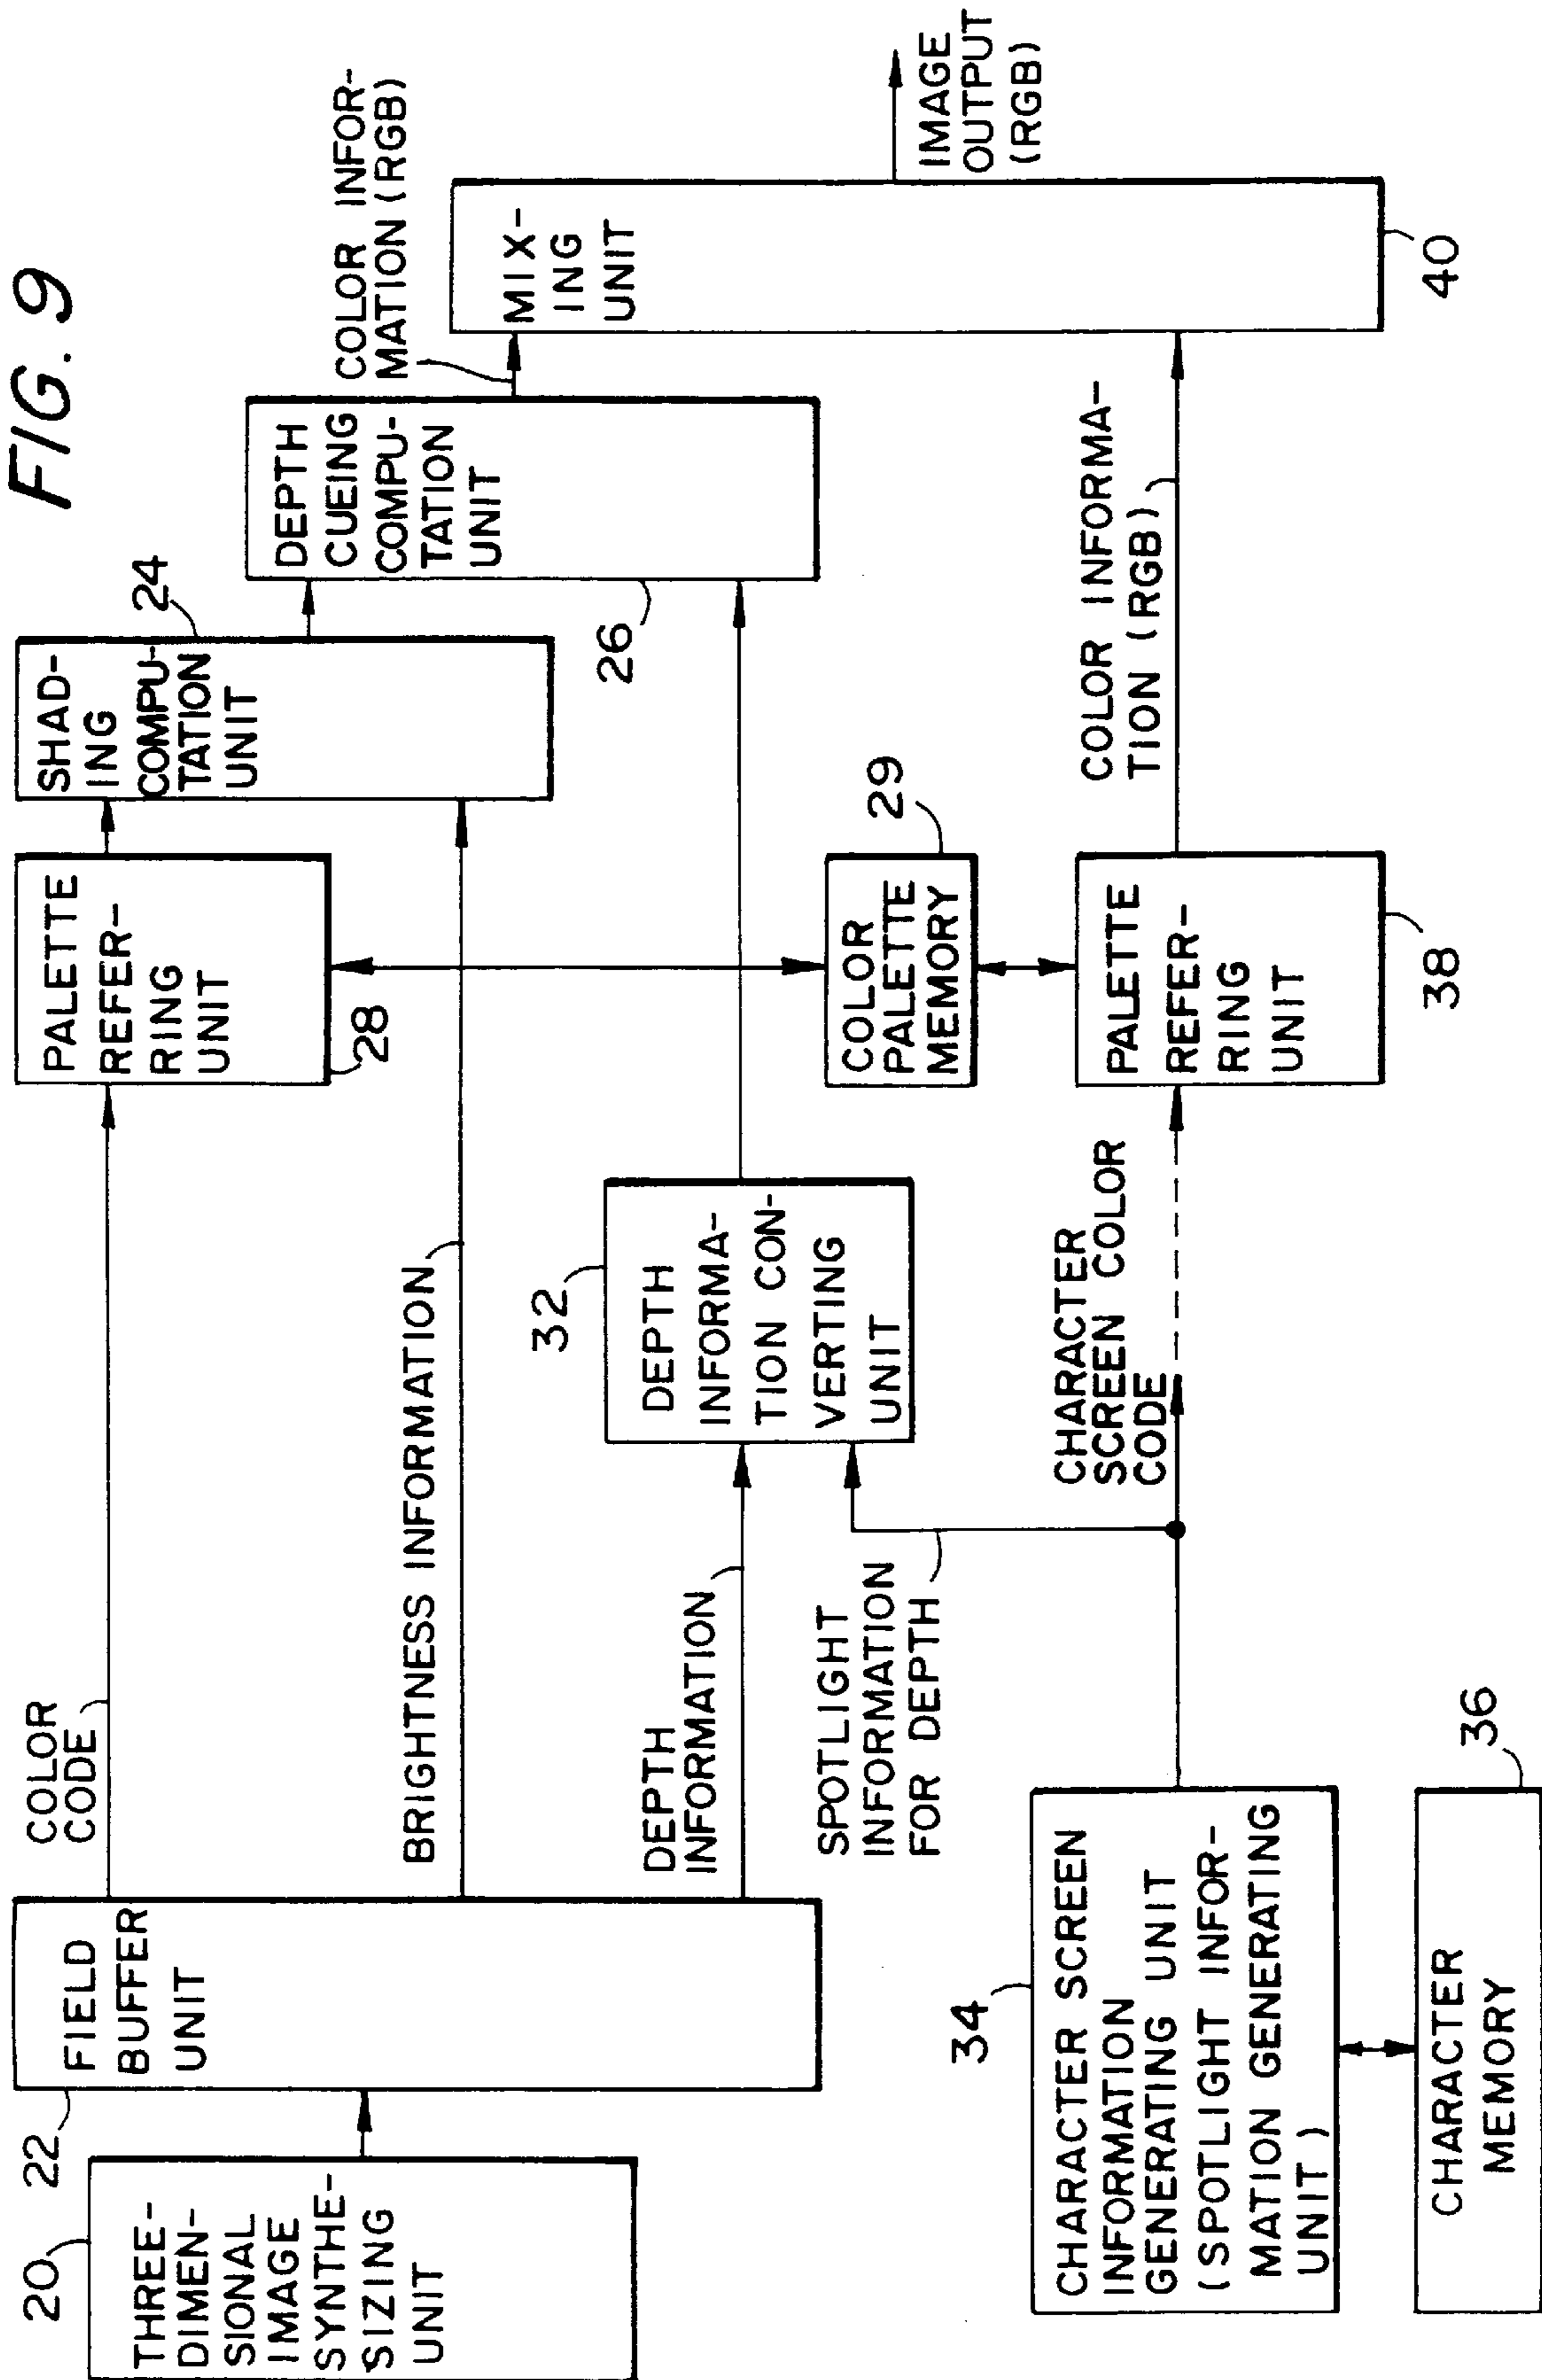 FIG. 9
20
THREE-
DIMEN-
SIONAL
IMAGE
SYNTHE-
SIZING
UNIT
22
FIELD
BUFFER
UNIT
COLOR
CODE
BRIGHTNESS INFORMATION
DEPTH
INFORMATION
SPOTLIGHT
INFORMATION
FOR DEPTH
28
PALETTE
REFER-
RING
UNIT
24
SHAD-
ING
COMPU-
TATION
UNIT
26
DEPTH
CUEING
COMPU-
TATION
UNIT
COLOR INFOR-
MATION (RGB)
32
DEPTH
INFORMA-
TION CON-
VERTING
UNIT
29
COLOR
PALETTE
MEMORY
34
CHARACTER SCREEN
INFORMATION
GENERATING UNIT
(SPOTLIGHT INFOR-
MATION GENERATING
UNIT)
36
CHARACTER
MEMORY
CHARACTER
SCREEN COLOR
CODE
PALETTE
REFER-
RING
UNIT
38
COLOR INFORMA-
TION (RGB)
MIX-
ING
UNIT
40
IMAGE
OUTPUT
(RGB)